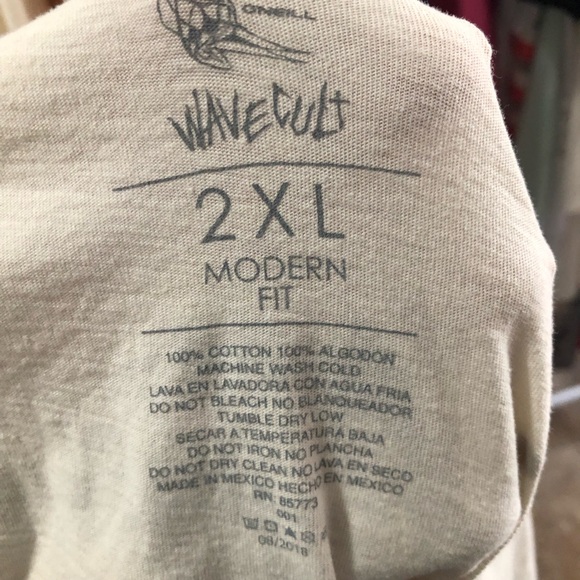 O'NEILL
WAVECULT
2XL
MODERN
FIT
100% COTTON 100% ALGODÓN
MACHINE WASH COLD
LAVA EN LAVADORA CON AGUA FRIA
DO NOT BLEACH NO BLANQUEADOR
TUMBLE DRY LOW
SECAR A TEMPERATURA BAJA
DO NOT IRON NO PLANCHA
DO NOT DRY CLEAN NO LAVA EN SECO
MADE IN MEXICO HECHO EN MEXICO
RN: 85773
001
08/2018